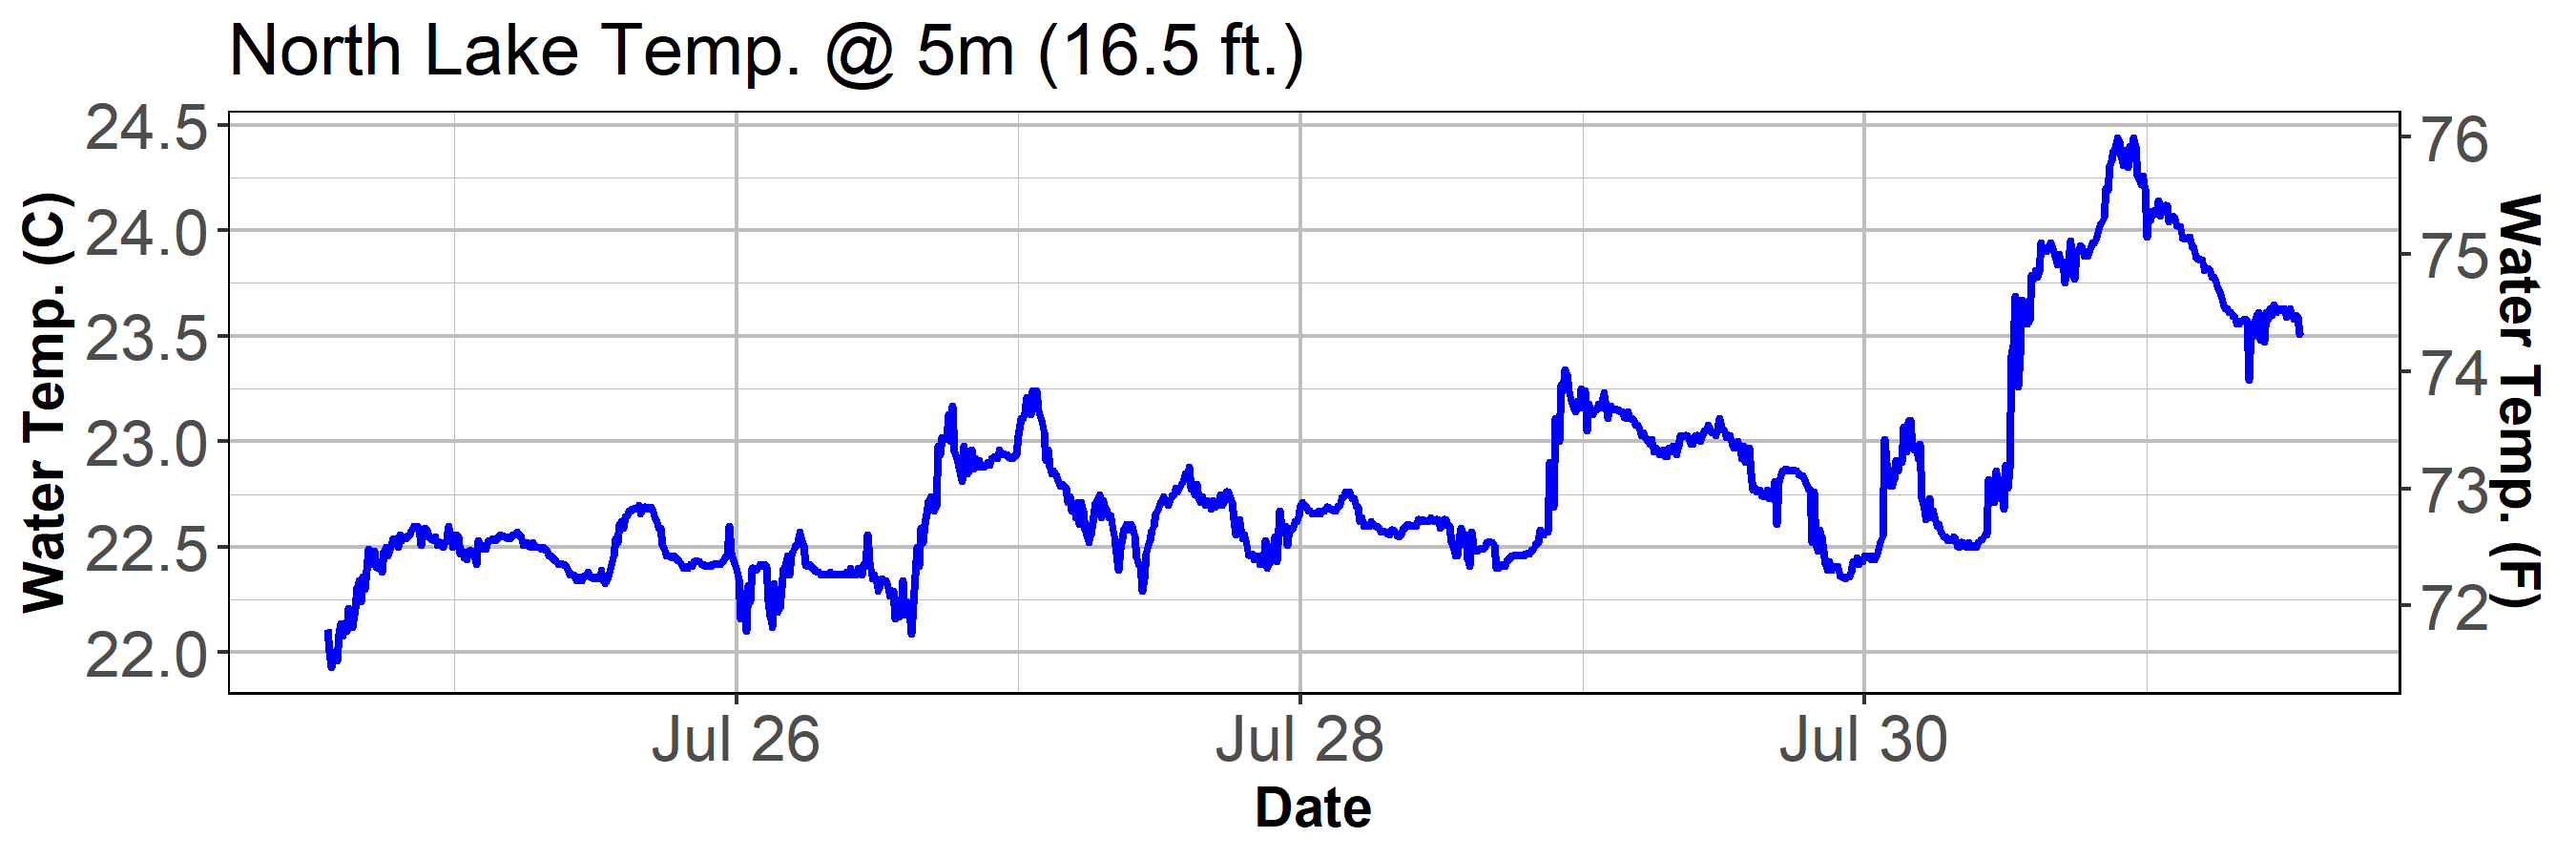 North Lake Temp. @ 5m (16.5 ft.)
Water Temp. (C)
24.5
24.0
23.5
23.0
22.5
22.0
76
75
74
73
72
Water Temp. (F)
Jul 26 Jul 28 Jul 30
Date